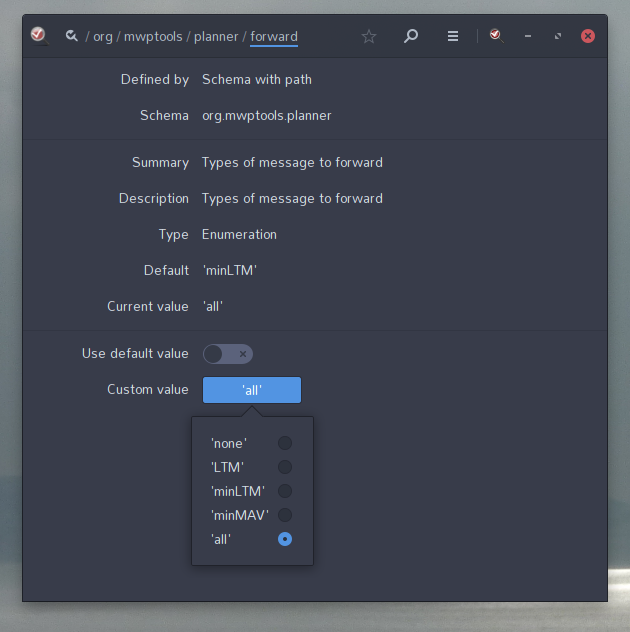 / org / mwptools / planner / forward
Defined by Schema with path
Schema org.mwptools.planner
Summary Types of message to forward
Description Types of message to forward
Type Enumeration
Default 'minLTM'
Current value 'all'
Use default value
Custom value 'all'
'none'
'LTM'
'minLTM'
'minMAV'
'all'